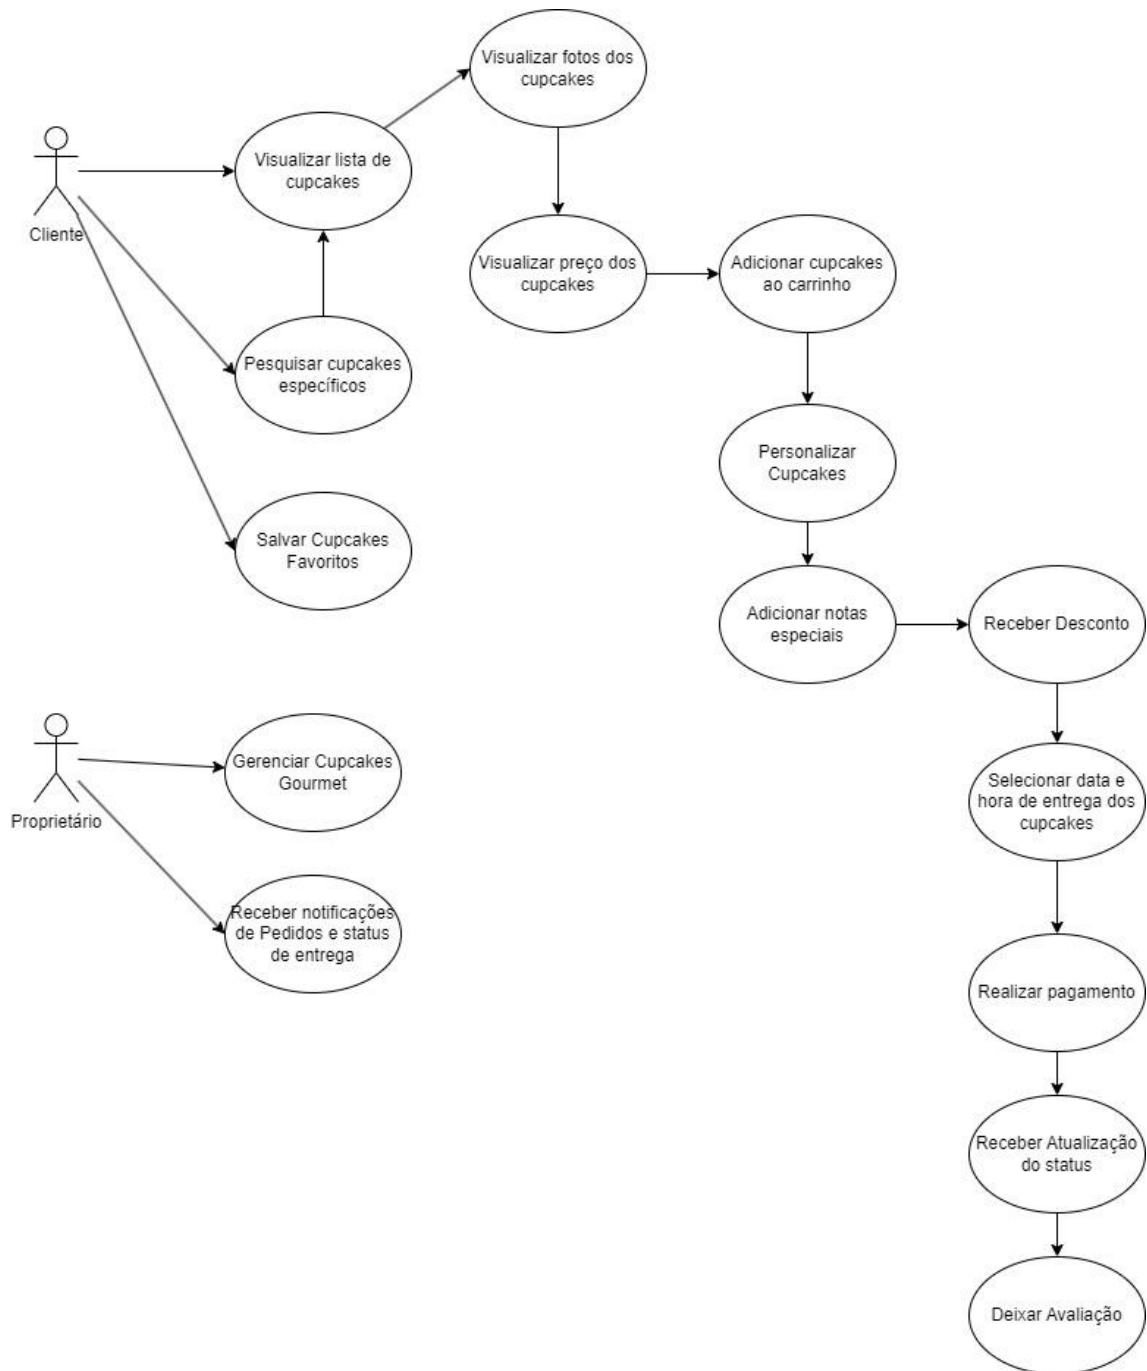 Visualizar fotos dos
cupcakes
Visualizar lista de
cupcakes
Cliente
Visualizar preço dos
cupcakes
Adicionar cupcakes
ao carrinho
Pesquisar cupcakes
específicos
Personalizar
Cupcakes
Salvar Cupcakes
Favoritos
Adicionar notas
especiais
Receber Desconto
Gerenciar Cupcakes
Gourmet
Proprietário
Selecionar data e
hora de entrega dos
cupcakes
Receber notificações
de Pedidos e status
de entrega
Realizar pagamento
Receber Atualização
do status
Deixar Avaliação